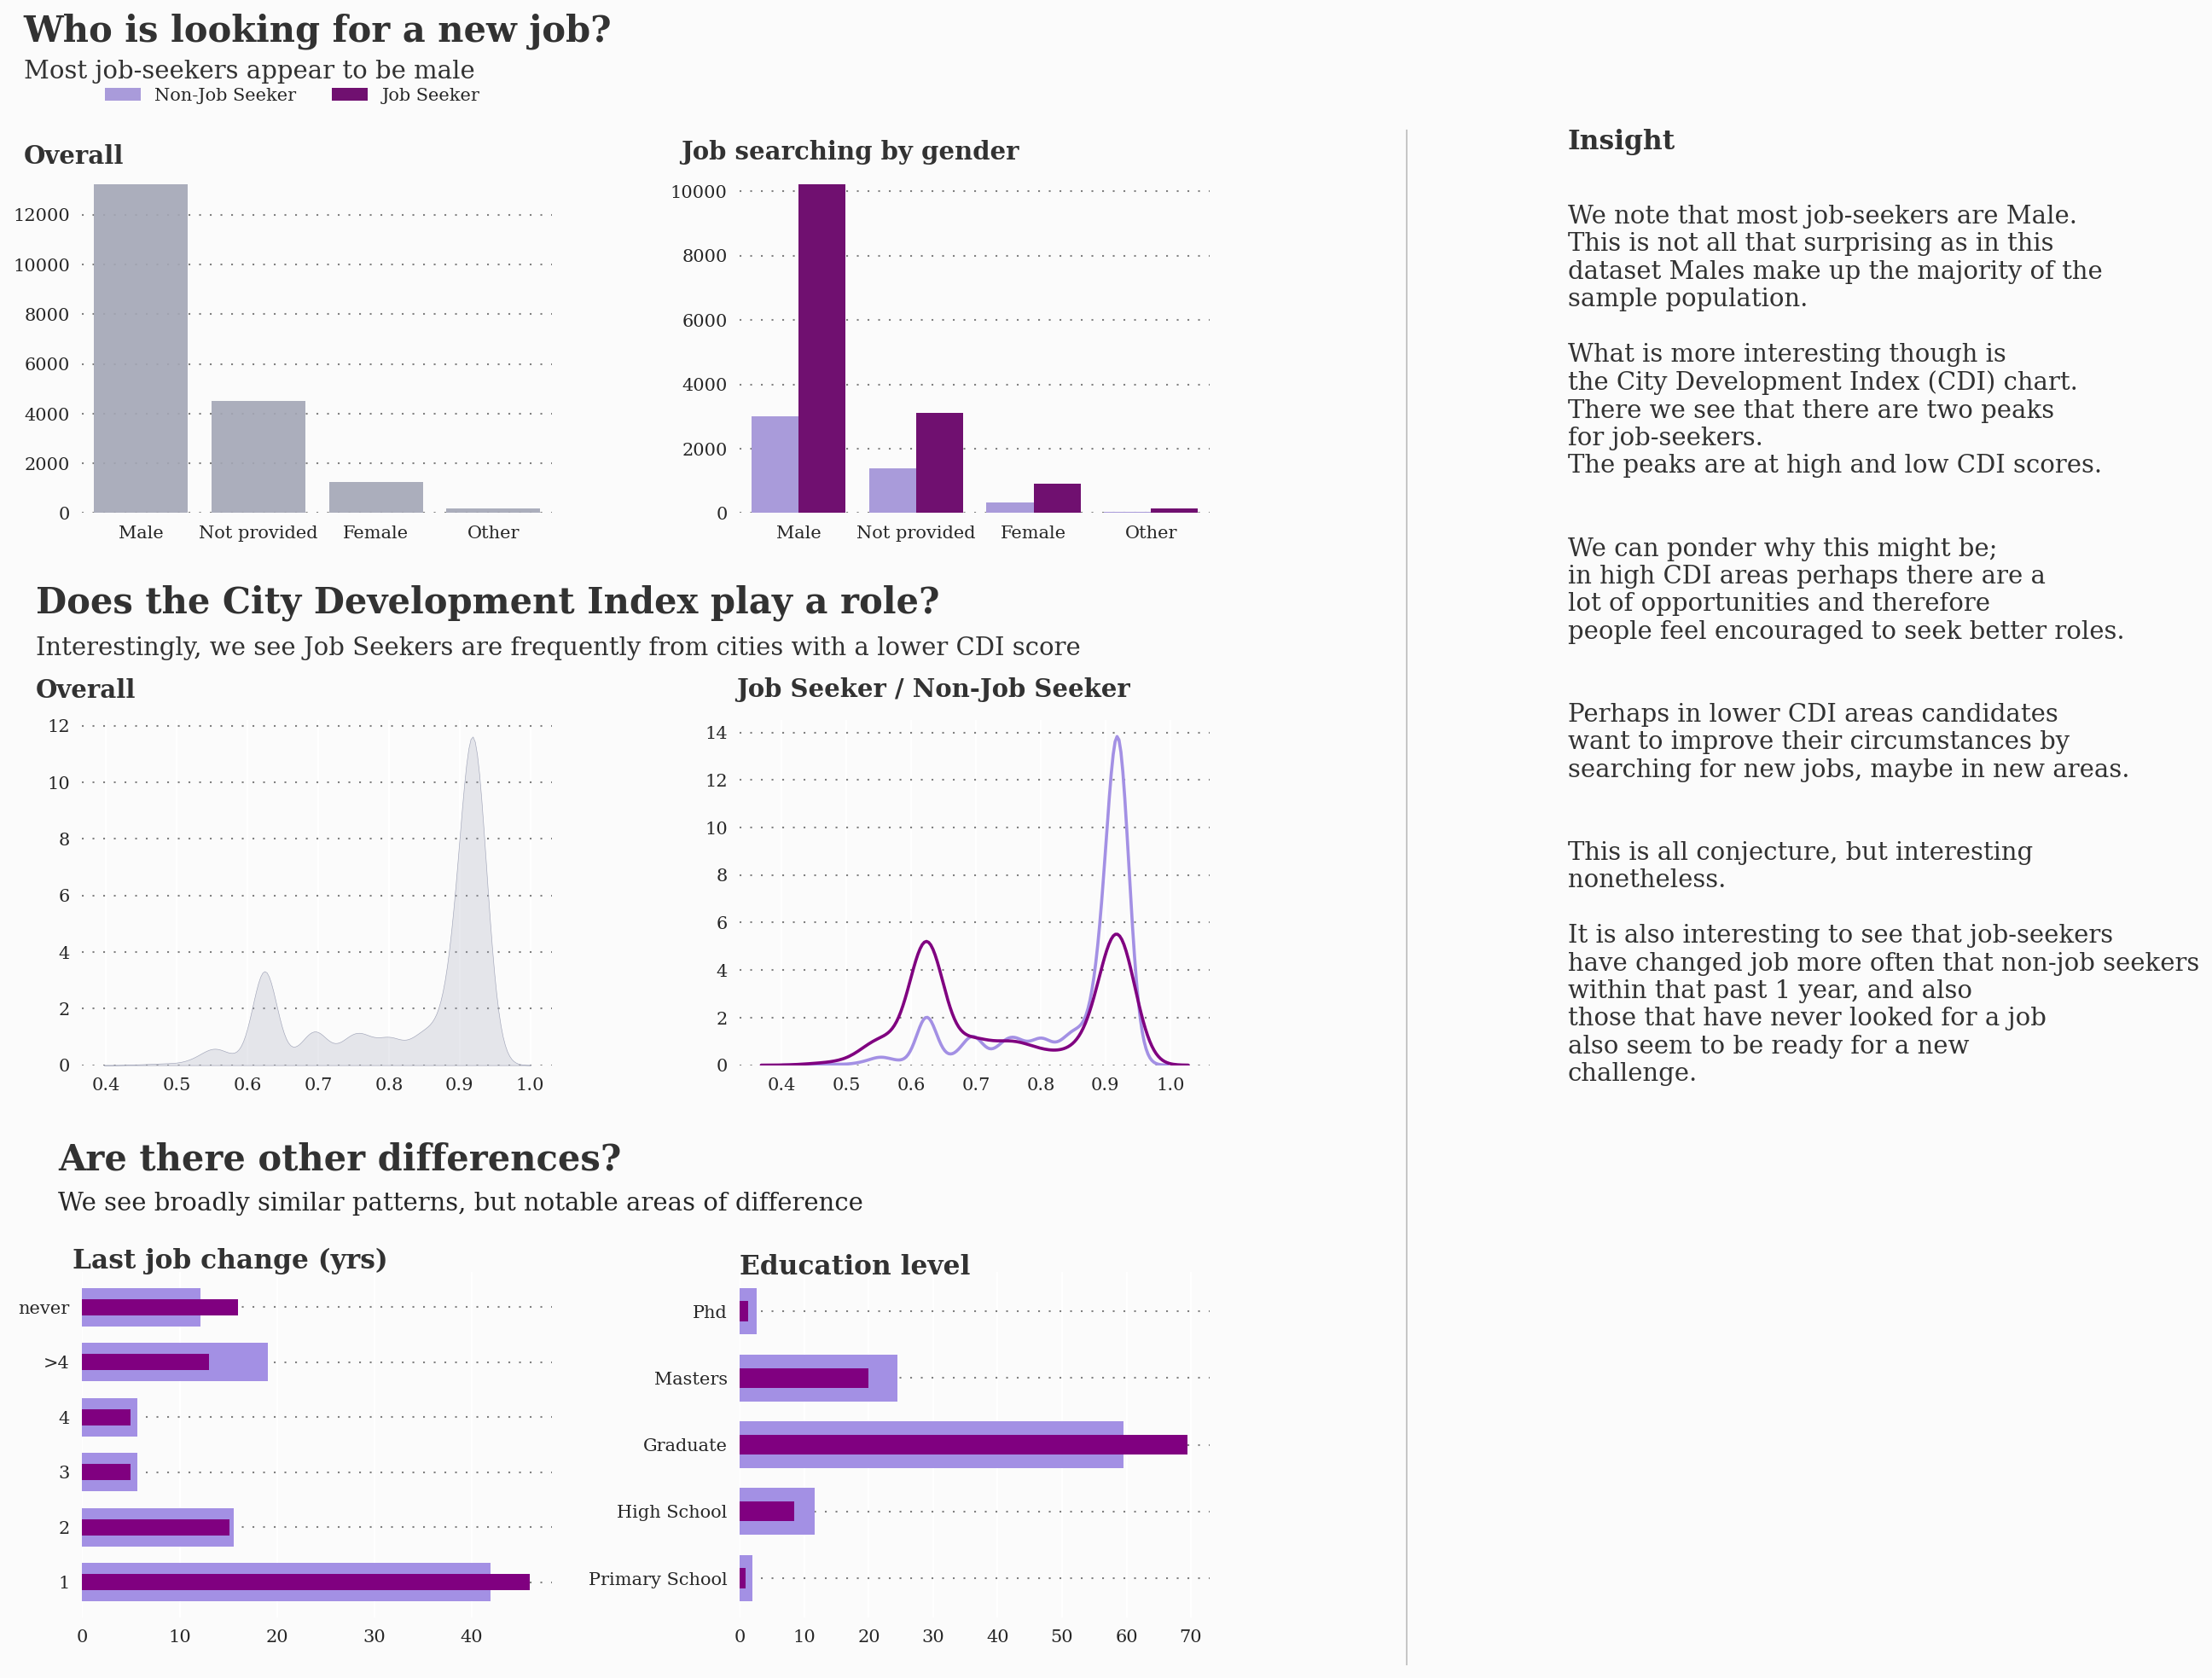 Who is looking for a new job?
Most job-seekers appear to be male
Non-Job Seeker Job Seeker
Overall
12000
10000
8000
6000
4000
2000
0
Male Not provided Female Other
Job searching by gender
10000
8000
6000
4000
2000
0
Male Not provided Female Other
Does the City Development Index play a role?
Interestingly, we see Job Seekers are frequently from cities with a lower CDI score
Overall
12
10
8
6
4
2
0
0.4 0.5 0.6 0.7 0.8 0.9 1.0
Job Seeker / Non-Job Seeker
14
12
10
8
6
4
2
0
0.4 0.5 0.6 0.7 0.8 0.9 1.0
Are there other differences?
We see broadly similar patterns, but notable areas of difference
Last job change (yrs)
never
>4
4
3
2
1
0 10 20 30 40
Education level
Phd
Masters
Graduate
High School
Primary School
0 10 20 30 40 50 60 70
Insight
We note that most job-seekers are Male.
This is not all that surprising as in this
dataset Males make up the majority of the
sample population.
What is more interesting though is
the City Development Index (CDI) chart.
There we see that there are two peaks
for job-seekers.
The peaks are at high and low CDI scores.
We can ponder why this might be;
in high CDI areas perhaps there are a
lot of opportunities and therefore
people feel encouraged to seek better roles.
Perhaps in lower CDI areas candidates
want to improve their circumstances by
searching for new jobs, maybe in new areas.
This is all conjecture, but interesting
nonetheless.
It is also interesting to see that job-seekers
have changed job more often that non-job seekers
within that past 1 year, and also
those that have never looked for a job
also seem to be ready for a new
challenge.